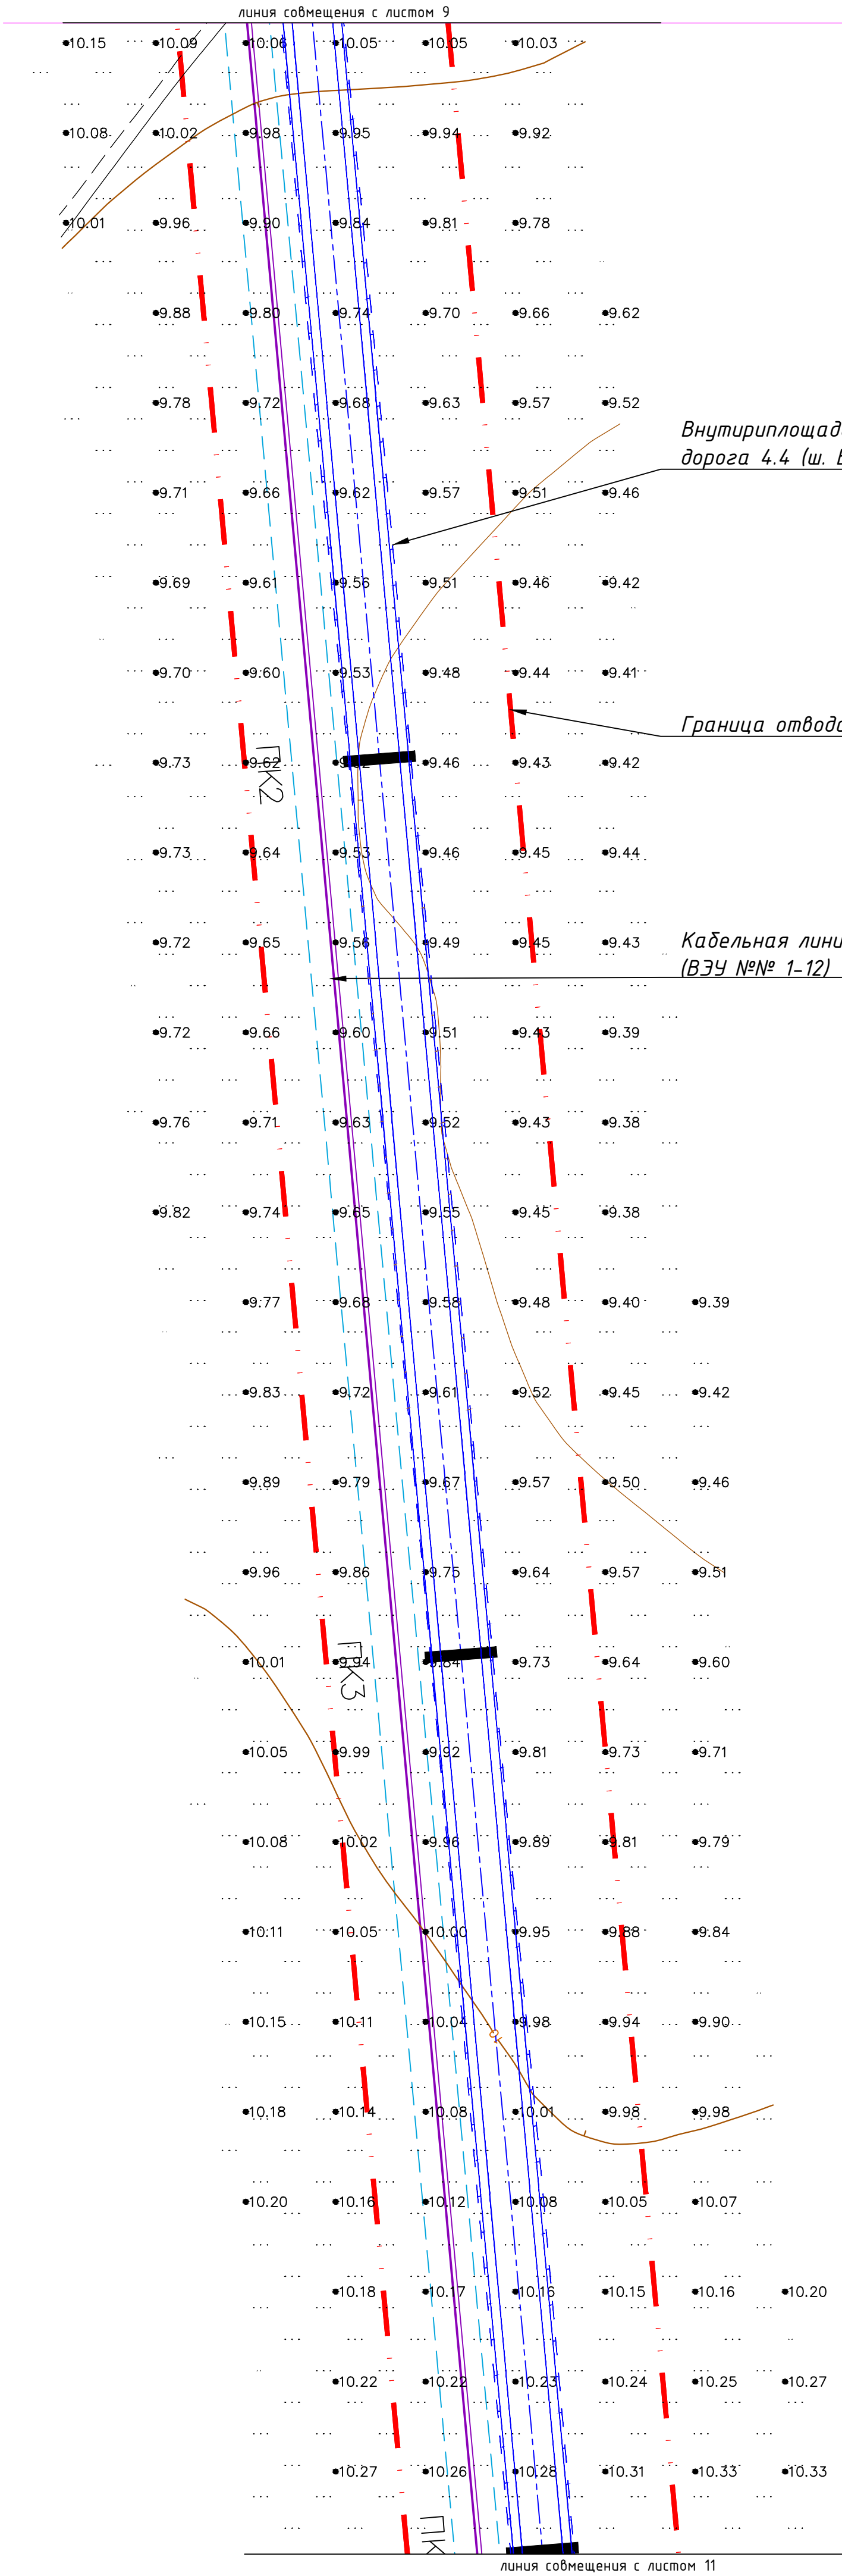 линия совмещения с листом 9
10.15 10.09 10.06 10.05 10.05 10.03
10.08 10.02 9.98 9.95 9.94 9.92
10.01 9.96 9.90 9.84 9.81 9.78
9.88 9.80 9.74 9.70 9.66 9.62
9.78 9.72 9.68 9.63 9.57 9.52
Внутириплощад
дорога 4.4 (ш.
9.71 9.66 9.62 9.57 9.51 9.46
9.69 9.61 9.56 9.51 9.46 9.42
9.70 9.60 9.53 9.48 9.44 9.41
Граница отвода
9.73 9.62 9.46 9.43 9.42
ПК2
9.73 9.64 9.53 9.46 9.45 9.44
9.72 9.65 9.56 9.49 9.45 9.43
Кабельная лини
(ВЭУ №№ 1-12)
9.72 9.66 9.60 9.51 9.43 9.39
9.76 9.71 9.63 9.52 9.43 9.38
9.82 9.74 9.65 9.55 9.45 9.38
9.77 9.68 9.58 9.48 9.40 9.39
9.83 9.72 9.61 9.52 9.45 9.42
9.89 9.79 9.67 9.57 9.50 9.46
9.96 9.86 9.75 9.64 9.57 9.51
10.01 9.94 9.84 9.73 9.64 9.60
ПК3
10.05 9.99 9.92 9.81 9.73 9.71
10.08 10.02 9.96 9.89 9.81 9.79
10.11 10.05 10.00 9.95 9.88 9.84
10.15 10.11 10.04 9.98 9.94 9.90
10.18 10.14 10.08 10.01 9.98 9.98
10.20 10.16 10.12 10.08 10.05 10.07
10.18 10.17 10.16 10.15 10.16 10.20
10.22 10.22 10.23 10.24 10.25 10.27
10.27 10.26 10.28 10.31 10.33 10.33
ПК
линия совмещения с листом 11